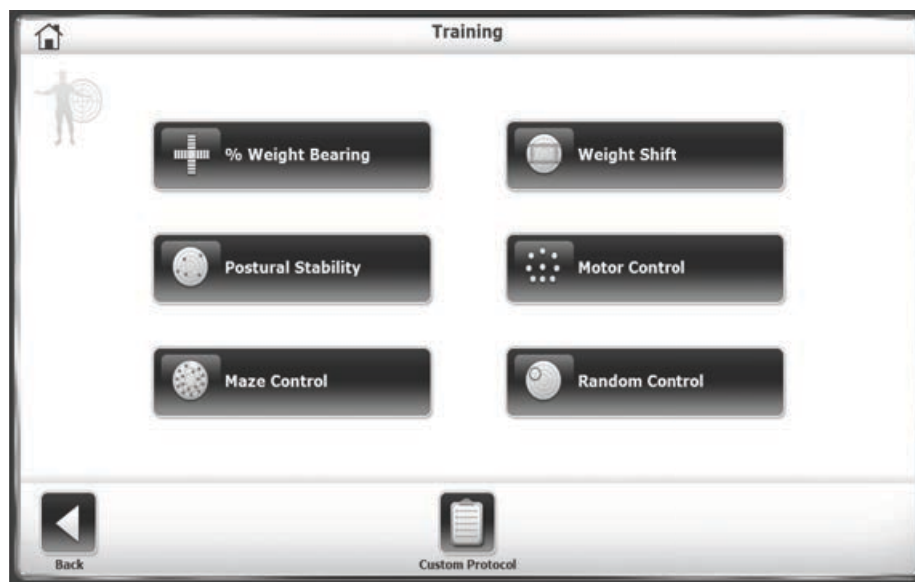 Training
% Weight Bearing
Weight Shift
Postural Stability
Motor Control
Maze Control
Random Control
Back
Custom Protocol